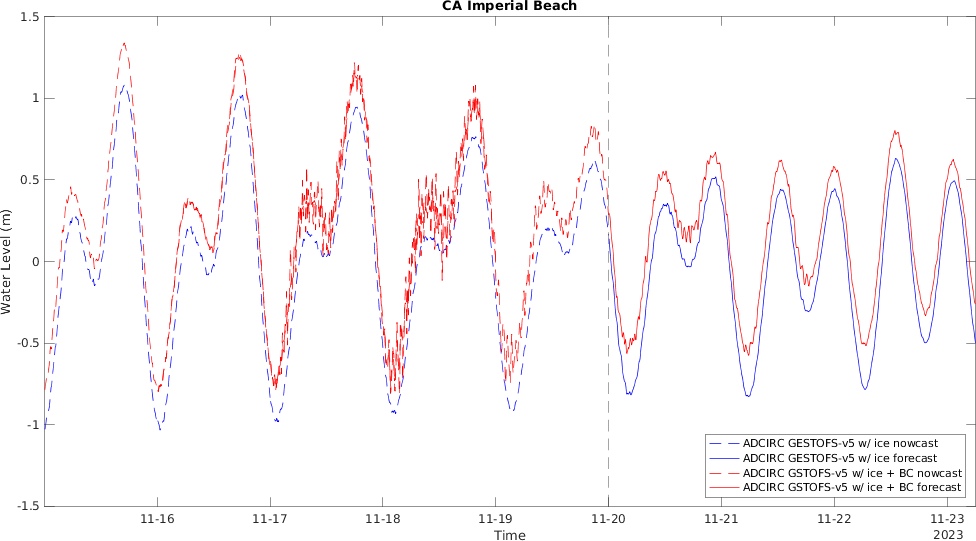 CA Imperial Beach
1.5
1
0.5
0
-0.5
-1
-1.5
Water Level (m)
11-16 11-17 11-18 11-19 11-20 11-21 11-22 11-23
Time
2023
ADCIRC GESTOFS-v5 w/ ice nowcast
ADCIRC GESTOFS-v5 w/ ice forecast
ADCIRC GSTOFS-v5 w/ ice + BC nowcast
ADCIRC GSTOFS-v5 w/ ice + BC forecast